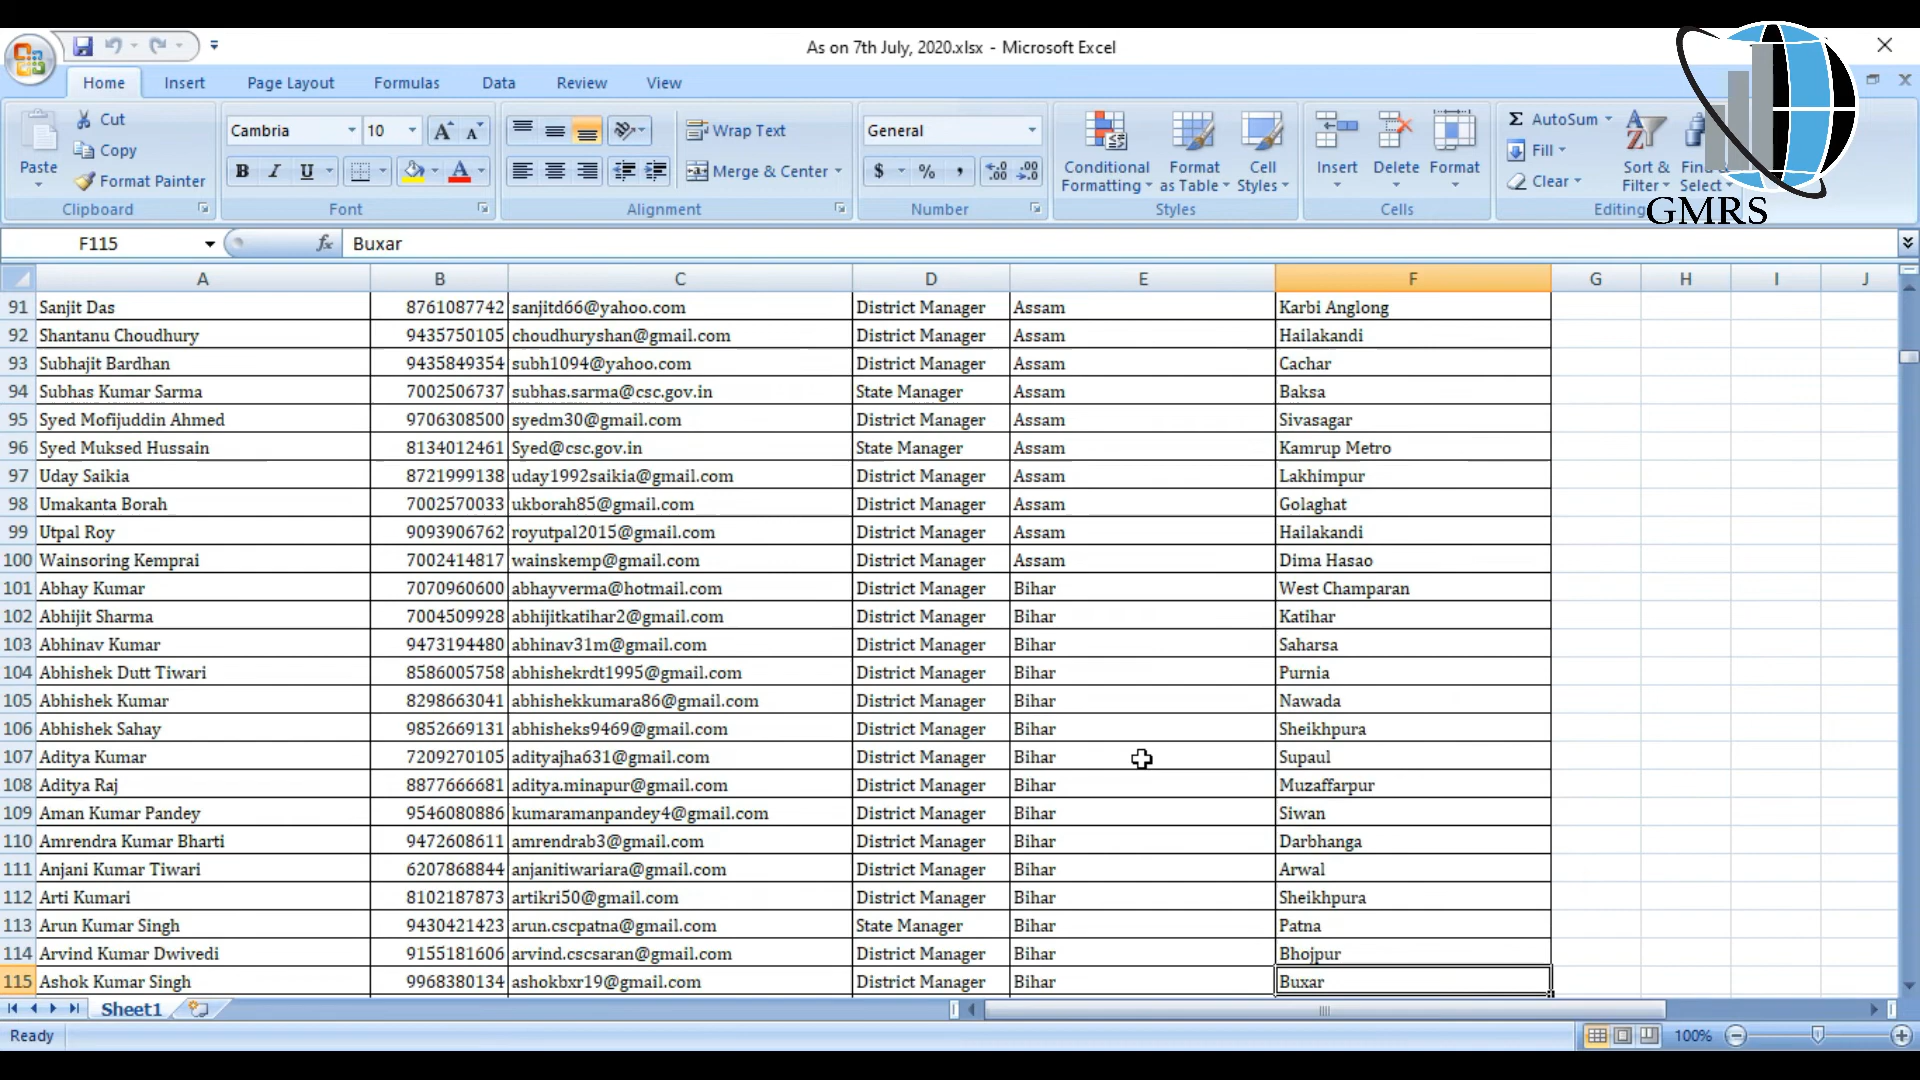 As on 7th July, 2020.xlsx - Microsoft Excel
Home Insert Page Layout Formulas Data Review View
Paste Cut Copy Format Painter Clipboard
Cambria 10 A A B I U A Font
Wrap Text Merge & Center Alignment
General $ % , .0 .00 .00 .0 Number
Conditional Formatting Format as Table Cell Styles Styles
Insert Delete Format Cells
Σ AutoSum Fill Clear Sort & Filter Select Editing
GMRS
F115 fx Buxar
A B C D E F G H I J
91 Sanjit Das 8761087742 sanjitd66@yahoo.com District Manager Assam Karbi Anglong
92 Shantanu Choudhury 9435750105 choudhuryshan@gmail.com District Manager Assam Hailakandi
93 Subhajit Bardhan 9435849354 subh1094@yahoo.com District Manager Assam Cachar
94 Subhas Kumar Sarma 7002506737 subhas.sarma@csc.gov.in State Manager Assam Baksa
95 Syed Mofijuddin Ahmed 9706308500 syedm30@gmail.com District Manager Assam Sivasagar
96 Syed Muksed Hussain 8134012461 Syed@csc.gov.in State Manager Assam Kamrup Metro
97 Uday Saikia 8721999138 uday1992saikia@gmail.com District Manager Assam Lakhimpur
98 Umakanta Borah 7002570033 ukborah85@gmail.com District Manager Assam Golaghat
99 Utpal Roy 9093906762 royutpal2015@gmail.com District Manager Assam Hailakandi
100 Wainsoring Kemprai 7002414817 wainskemp@gmail.com District Manager Assam Dima Hasao
101 Abhay Kumar 7070960600 abhayverma@hotmail.com District Manager Bihar West Champaran
102 Abhijit Sharma 7004509928 abhijitkatihar2@gmail.com District Manager Bihar Katihar
103 Abhinav Kumar 9473194480 abhinav31m@gmail.com District Manager Bihar Saharsa
104 Abhishek Dutt Tiwari 8586005758 abhishekrdt1995@gmail.com District Manager Bihar Purnia
105 Abhishek Kumar 8298663041 abhishekkumara86@gmail.com District Manager Bihar Nawada
106 Abhishek Sahay 9852669131 abhisheks9469@gmail.com District Manager Bihar Sheikhpura
107 Aditya Kumar 7209270105 adityajha631@gmail.com District Manager Bihar Supaul
108 Aditya Raj 8877666681 aditya.minapur@gmail.com District Manager Bihar Muzaffarpur
109 Aman Kumar Pandey 9546080886 kumaramanpandey4@gmail.com District Manager Bihar Siwan
110 Amrendra Kumar Bharti 9472608611 amrendrab3@gmail.com District Manager Bihar Darbhanga
111 Anjani Kumar Tiwari 6207868844 anjanitiwariara@gmail.com District Manager Bihar Arwal
112 Arti Kumari 8102187873 artikri50@gmail.com District Manager Bihar Sheikhpura
113 Arun Kumar Singh 9430421423 arun.cscpatna@gmail.com State Manager Bihar Patna
114 Arvind Kumar Dwivedi 9155181606 arvind.cscsaran@gmail.com District Manager Bihar Bhojpur
115 Ashok Kumar Singh 9968380134 ashokbxr19@gmail.com District Manager Bihar Buxar
Sheet1
Ready 100%